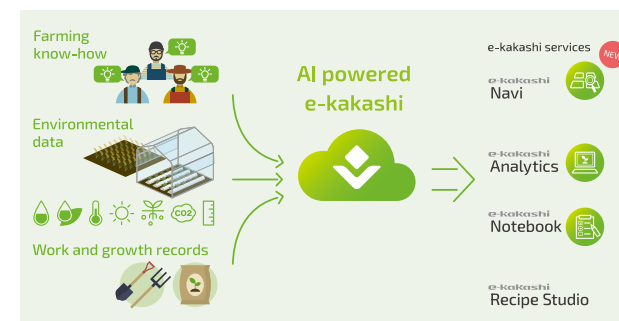 Farming
know-how
Environmental
data
CO2
Work and growth records
AI powered
e-kakashi
e-kakashi services
NEW
e-kakashi
Navi
e-kakashi
Analytics
e-kakashi
Notebook
e-kakashi
Recipe Studio